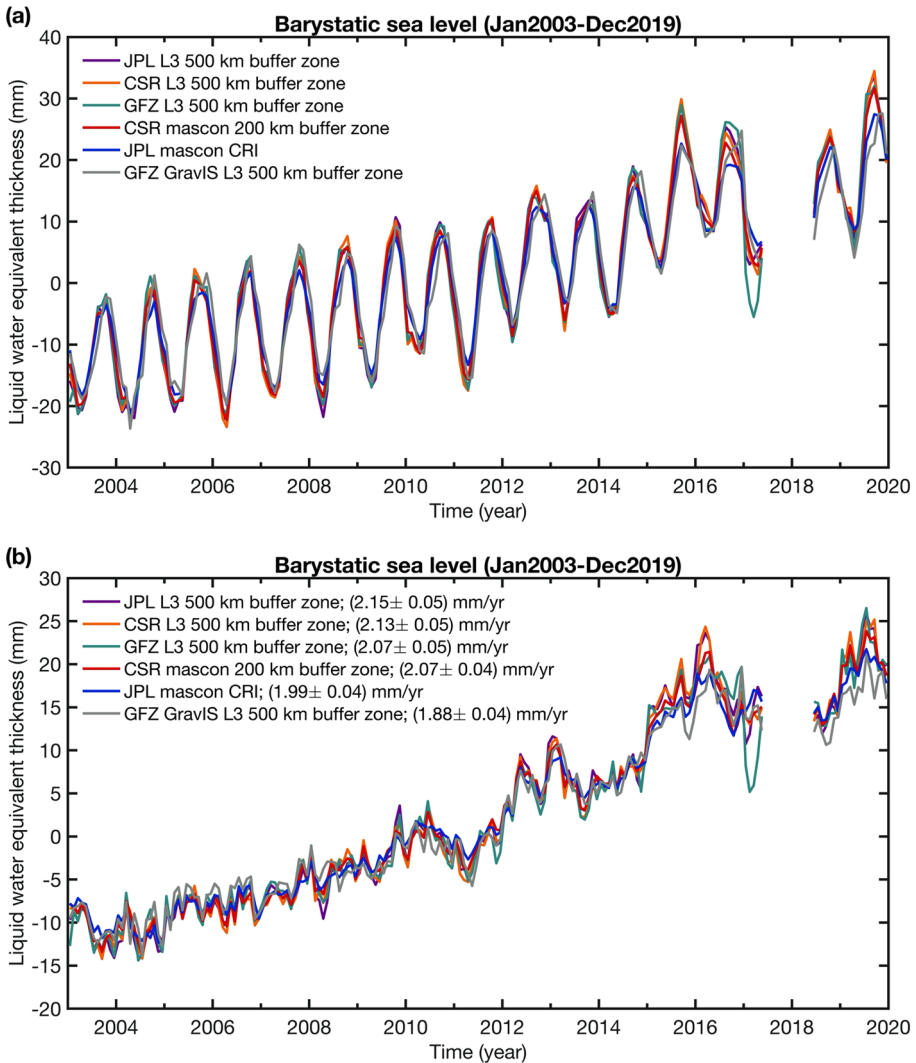 (a)
Barystatic sea level (Jan2003-Dec2019)
Liquid water equivalent thickness (mm)
40
30
20
10
0
-10
-20
-30
JPL L3 500 km buffer zone
CSR L3 500 km buffer zone
GFZ L3 500 km buffer zone
CSR mascon 200 km buffer zone
JPL mascon CRI
GFZ GravIS L3 500 km buffer zone
2004 2006 2008 2010 2012 2014 2016 2018 2020
Time (year)
(b)
Barystatic sea level (Jan2003-Dec2019)
Liquid water equivalent thickness (mm)
30
25
20
15
10
5
0
-5
-10
-15
-20
JPL L3 500 km buffer zone; (2.15± 0.05) mm/yr
CSR L3 500 km buffer zone; (2.13± 0.05) mm/yr
GFZ L3 500 km buffer zone; (2.07± 0.05) mm/yr
CSR mascon 200 km buffer zone; (2.07± 0.04) mm/yr
JPL mascon CRI; (1.99± 0.04) mm/yr
GFZ GravIS L3 500 km buffer zone; (1.88± 0.04) mm/yr
2004 2006 2008 2010 2012 2014 2016 2018 2020
Time (year)